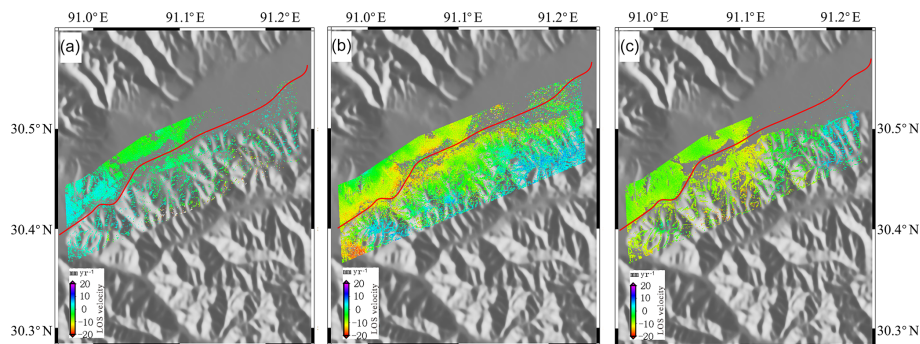 91.0°E 91.1°E 91.2°E 91.0°E 91.1°E 91.2°E 91.0°E 91.1°E 91.2°E
(a) (b) (c)
30.5°N 30.5°N
30.4°N 30.4°N
30.3°N 30.3°N
mm yr⁻¹ mm yr⁻¹ mm yr⁻¹
20 20 20
10 10 10
0 0 0
-10 -10 -10
-20 -20 -20
LOS velocity LOS velocity LOS velocity